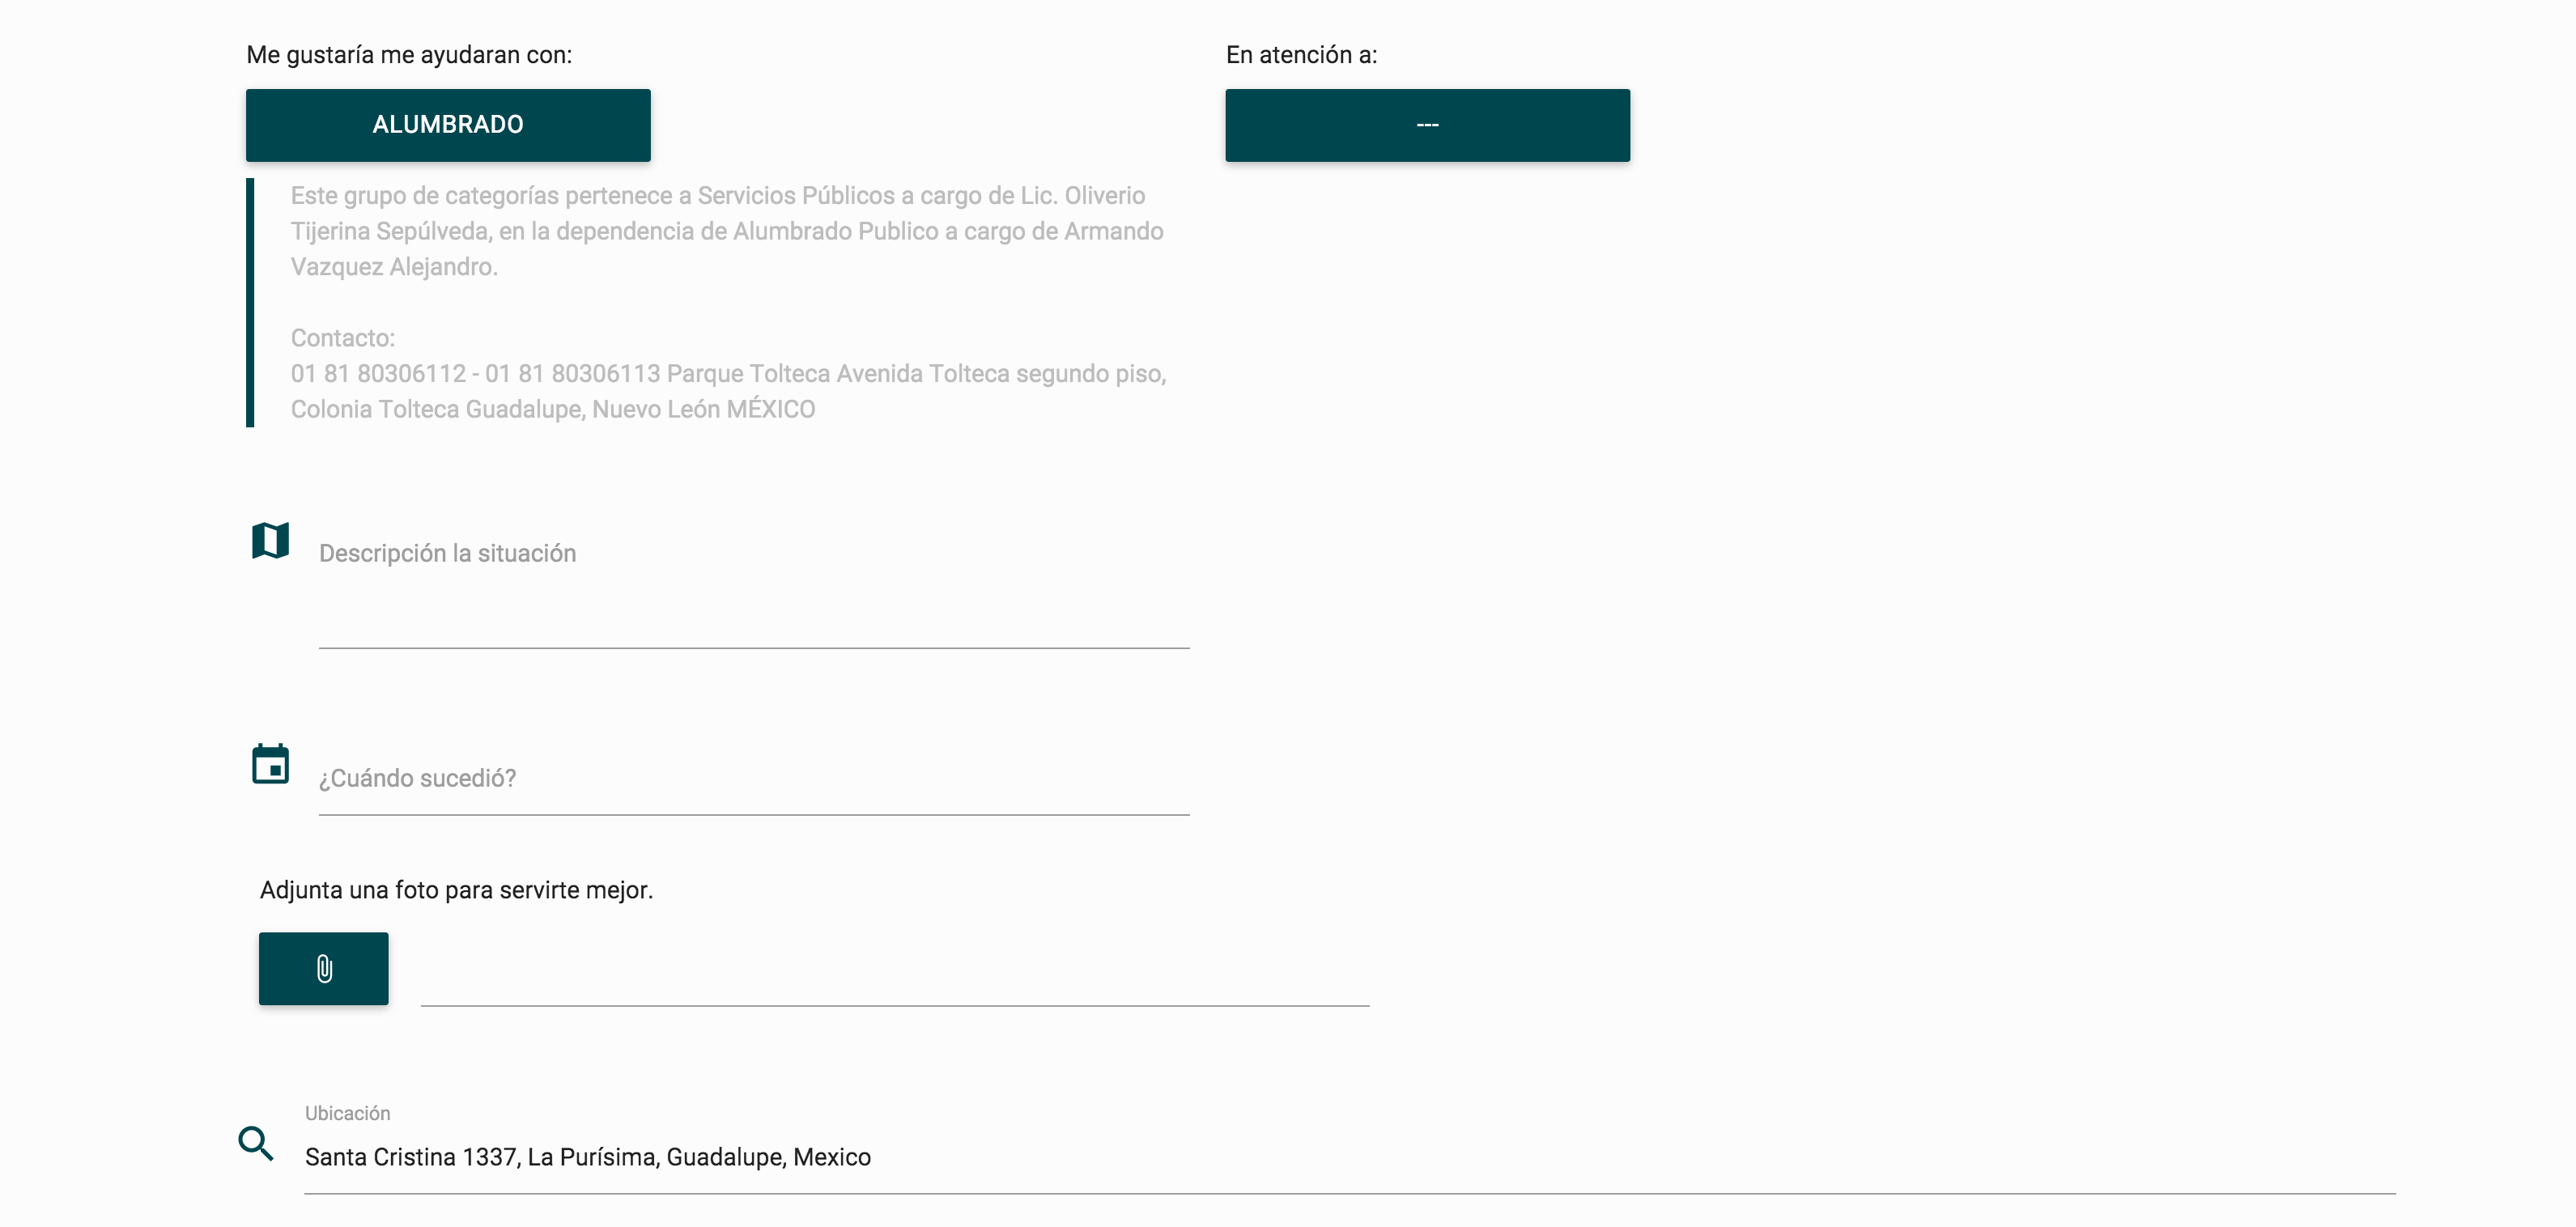 Me gustaría me ayudaran con:
En atención a:
ALUMBRADO
---
Este grupo de categorías pertenece a Servicios Públicos a cargo de Lic. Oliverio
Tijerina Sepúlveda, en la dependencia de Alumbrado Publico a cargo de Armando
Vazquez Alejandro.
Contacto:
01 81 80306112 - 01 81 80306113 Parque Tolteca Avenida Tolteca segundo piso,
Colonia Tolteca Guadalupe, Nuevo León MÉXICO
Descripción la situación
¿Cuándo sucedió?
Adjunta una foto para servirte mejor.
Ubicación
Santa Cristina 1337, La Purísima, Guadalupe, Mexico